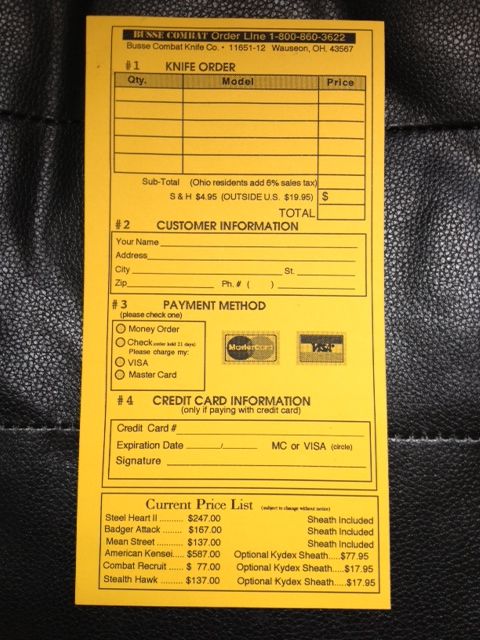 BUSSE COMBAT Order Line 1-800-860-3622
Busse Combat Knife Co. • 11651-12 Wauseon, OH, 43567
#1 KNIFE ORDER
Qty. Model Price
Sub-Total (Ohio residents add 6% sales tax)
S & H $4.95 (OUTSIDE U.S. $19.95) $
TOTAL
#2 CUSTOMER INFORMATION
Your Name
Address
City St.
Zip Ph. # ( )
#3 PAYMENT METHOD
(please check one)
Money Order
Check (order held 21 days)
Please charge my:
VISA
Master Card
MasterCard
VISA
#4 CREDIT CARD INFORMATION
(only if paying with credit card)
Credit Card #
Expiration Date / MC or VISA (circle)
Signature
Current Price List (subject to change without notice)
Steel Heart II ......... $247.00 Sheath Included
Badger Attack ........ $167.00 Sheath Included
Mean Street .......... $137.00 Sheath Included
American Kensei..... $587.00 Optional Kydex Sheath.....$77.95
Combat Recruit ...... $ 77.00 Optional Kydex Sheath.....$17.95
Stealth Hawk ......... $137.00 Optional Kydex Sheath.....$17.95